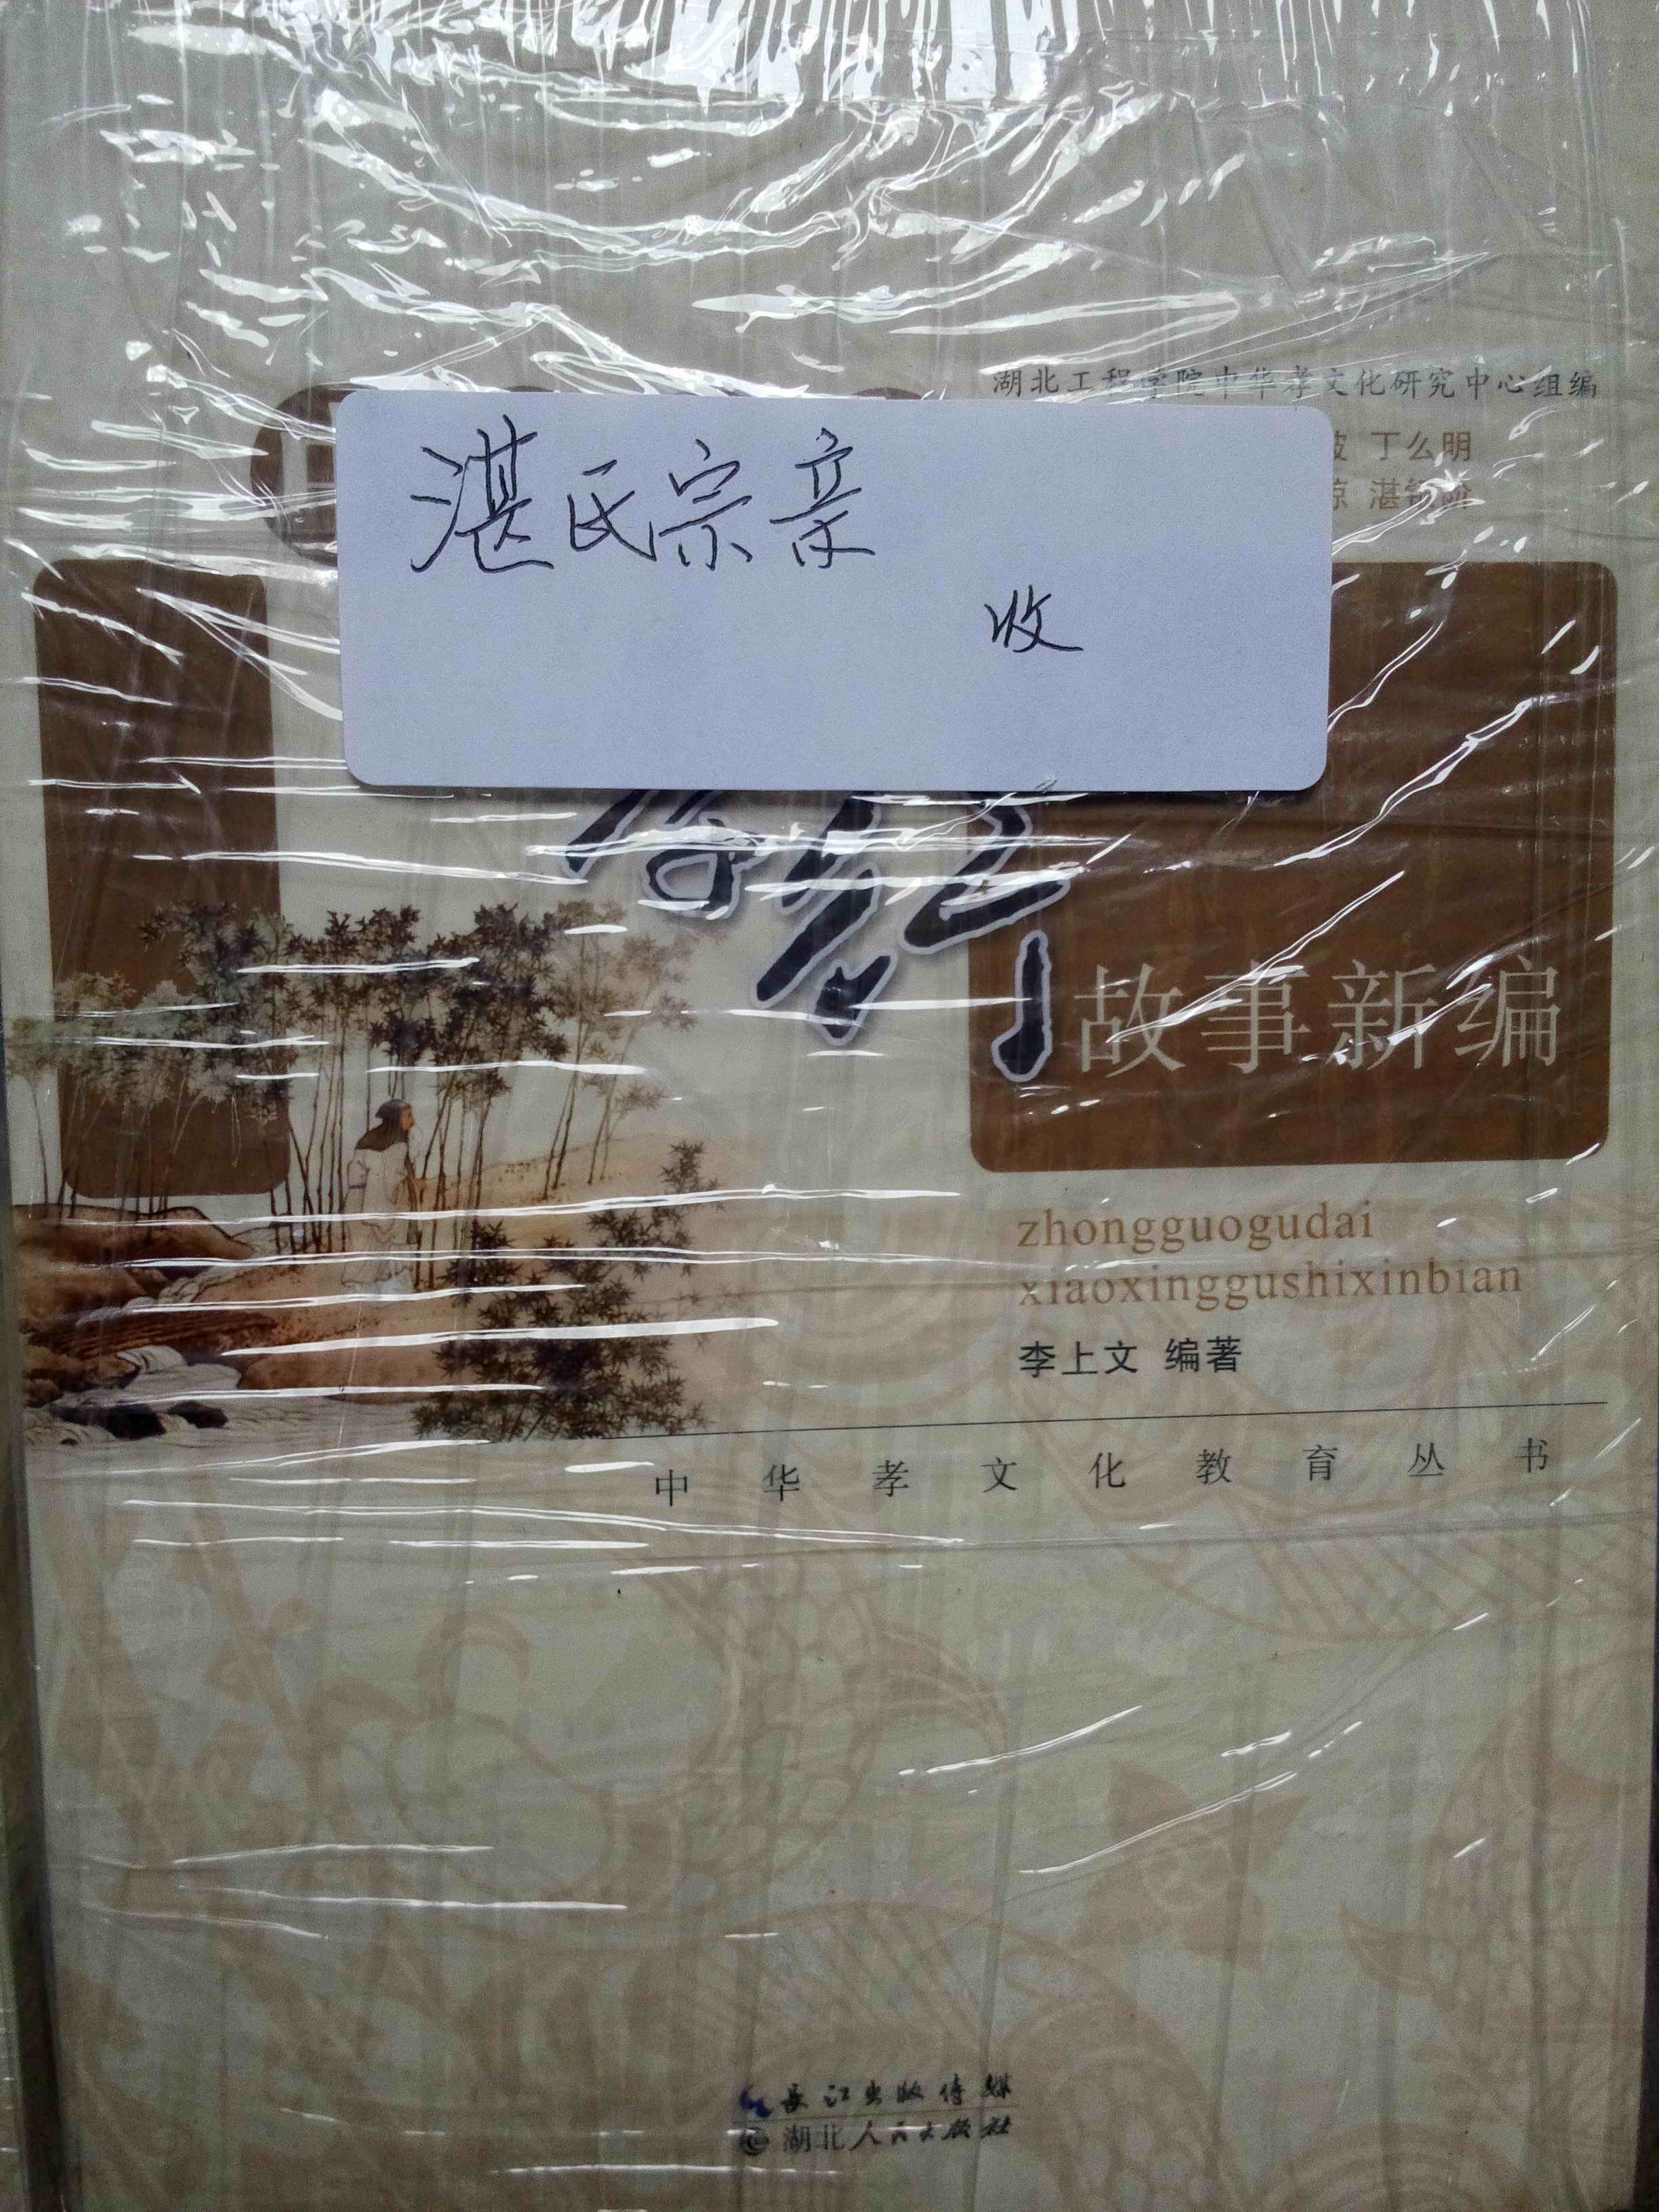 湖北工程学院中华孝文化研究中心组编
丁么明
湛氏宗亲
收
故事新编
zhongguogudai
xiaoxinggushixinbian
李上文 编著
中华孝文化教育丛书
长江出版传媒
湖北人民出版社